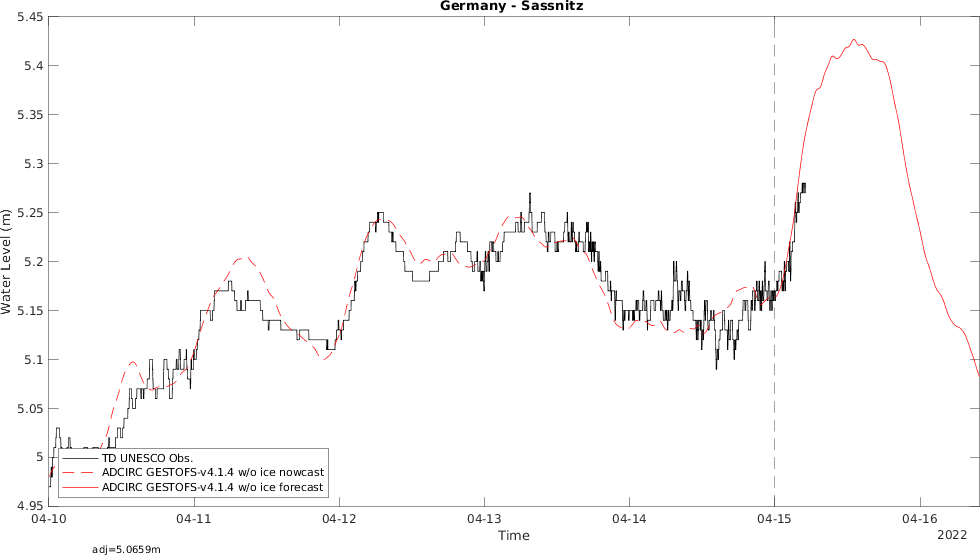 Germany - Sassnitz
5.45
5.4
5.35
5.3
5.25
5.2
5.15
5.1
5.05
5
4.95
Water Level (m)
TD UNESCO Obs.
ADCIRC GESTOFS-v4.1.4 w/o ice nowcast
ADCIRC GESTOFS-v4.1.4 w/o ice forecast
04-10 04-11 04-12 04-13 04-14 04-15 04-16
Time
2022
adj=5.0659m